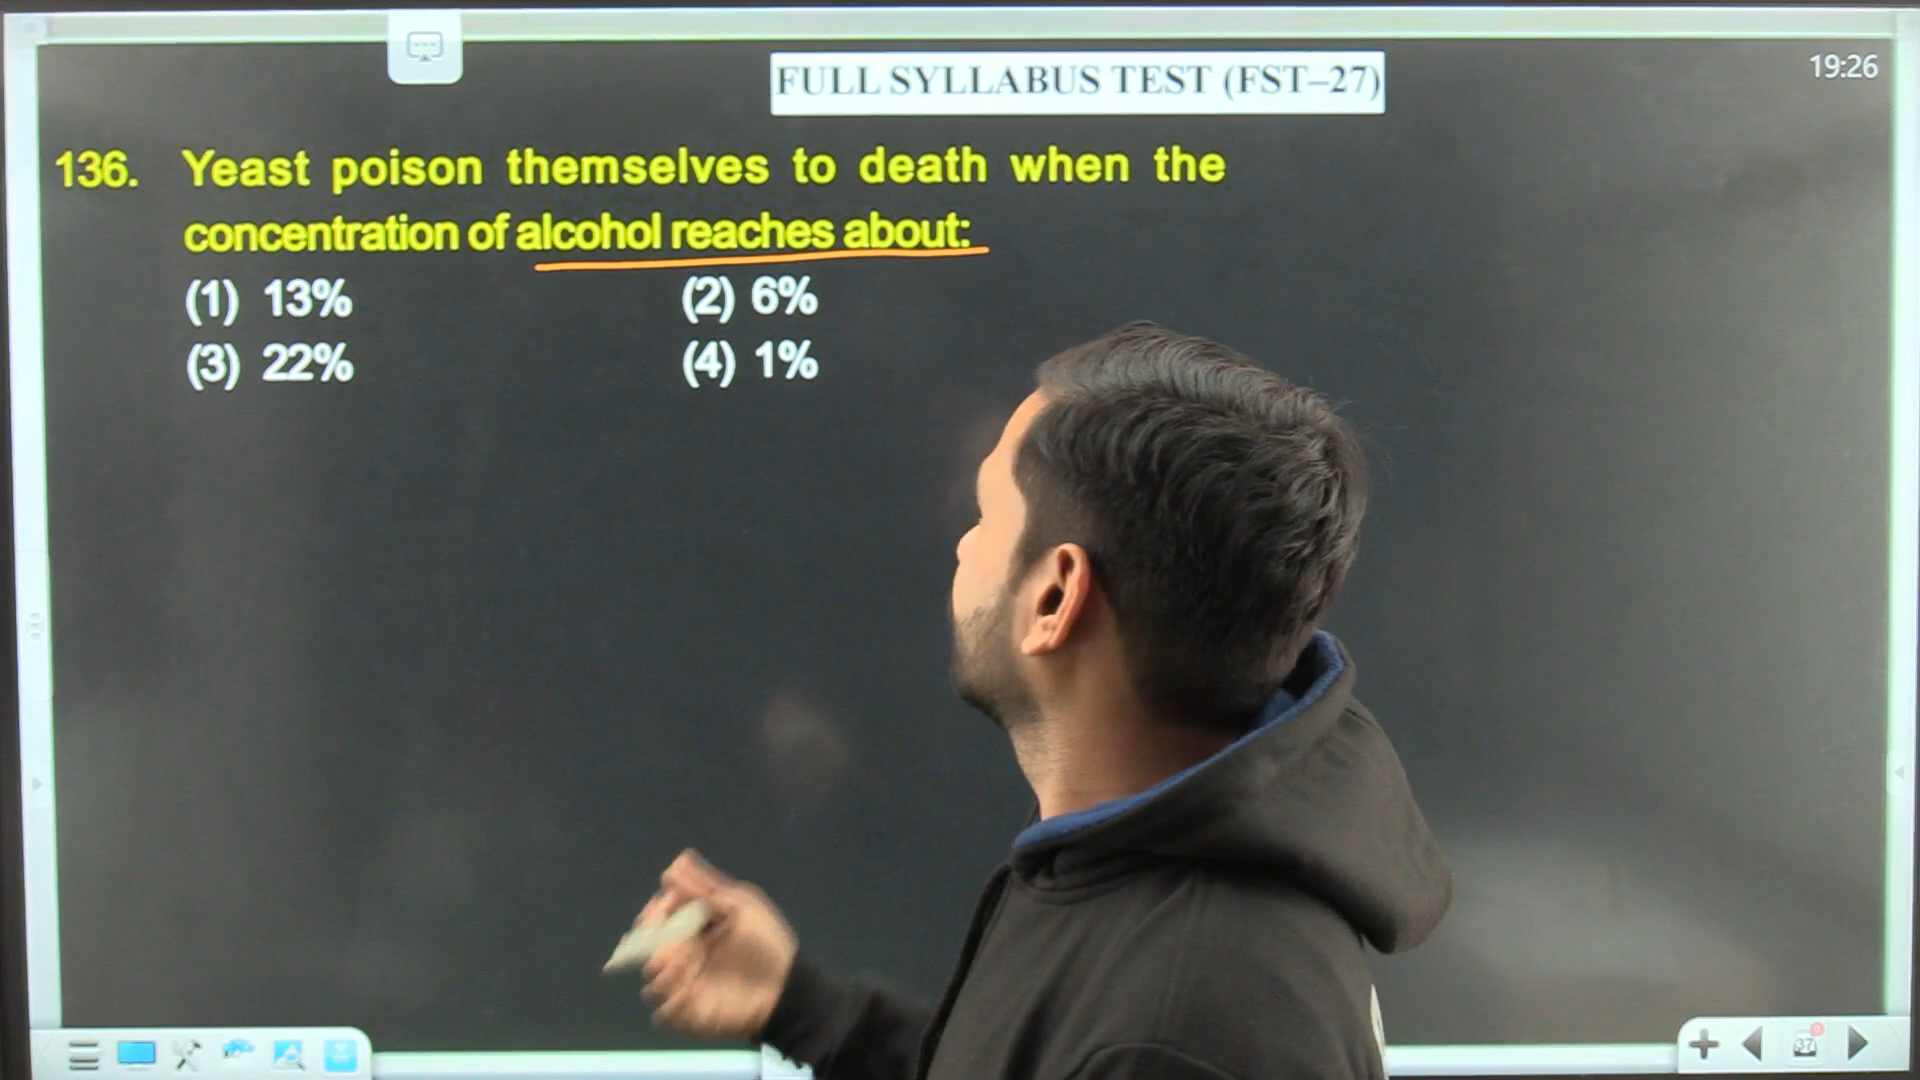 FULL SYLLABUS TEST (FST–27)
19:26
136. Yeast poison themselves to death when the
concentration of alcohol reaches about:
(1) 13% (2) 6%
(3) 22% (4) 1%